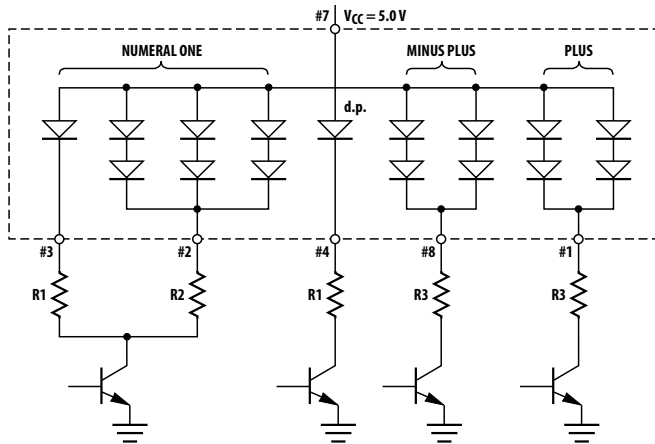 #7 VCC = 5.0 V
NUMERAL ONE
MINUS PLUS
PLUS
d.p.
#3
#2
#4
#8
#1
R1
R2
R1
R3
R3